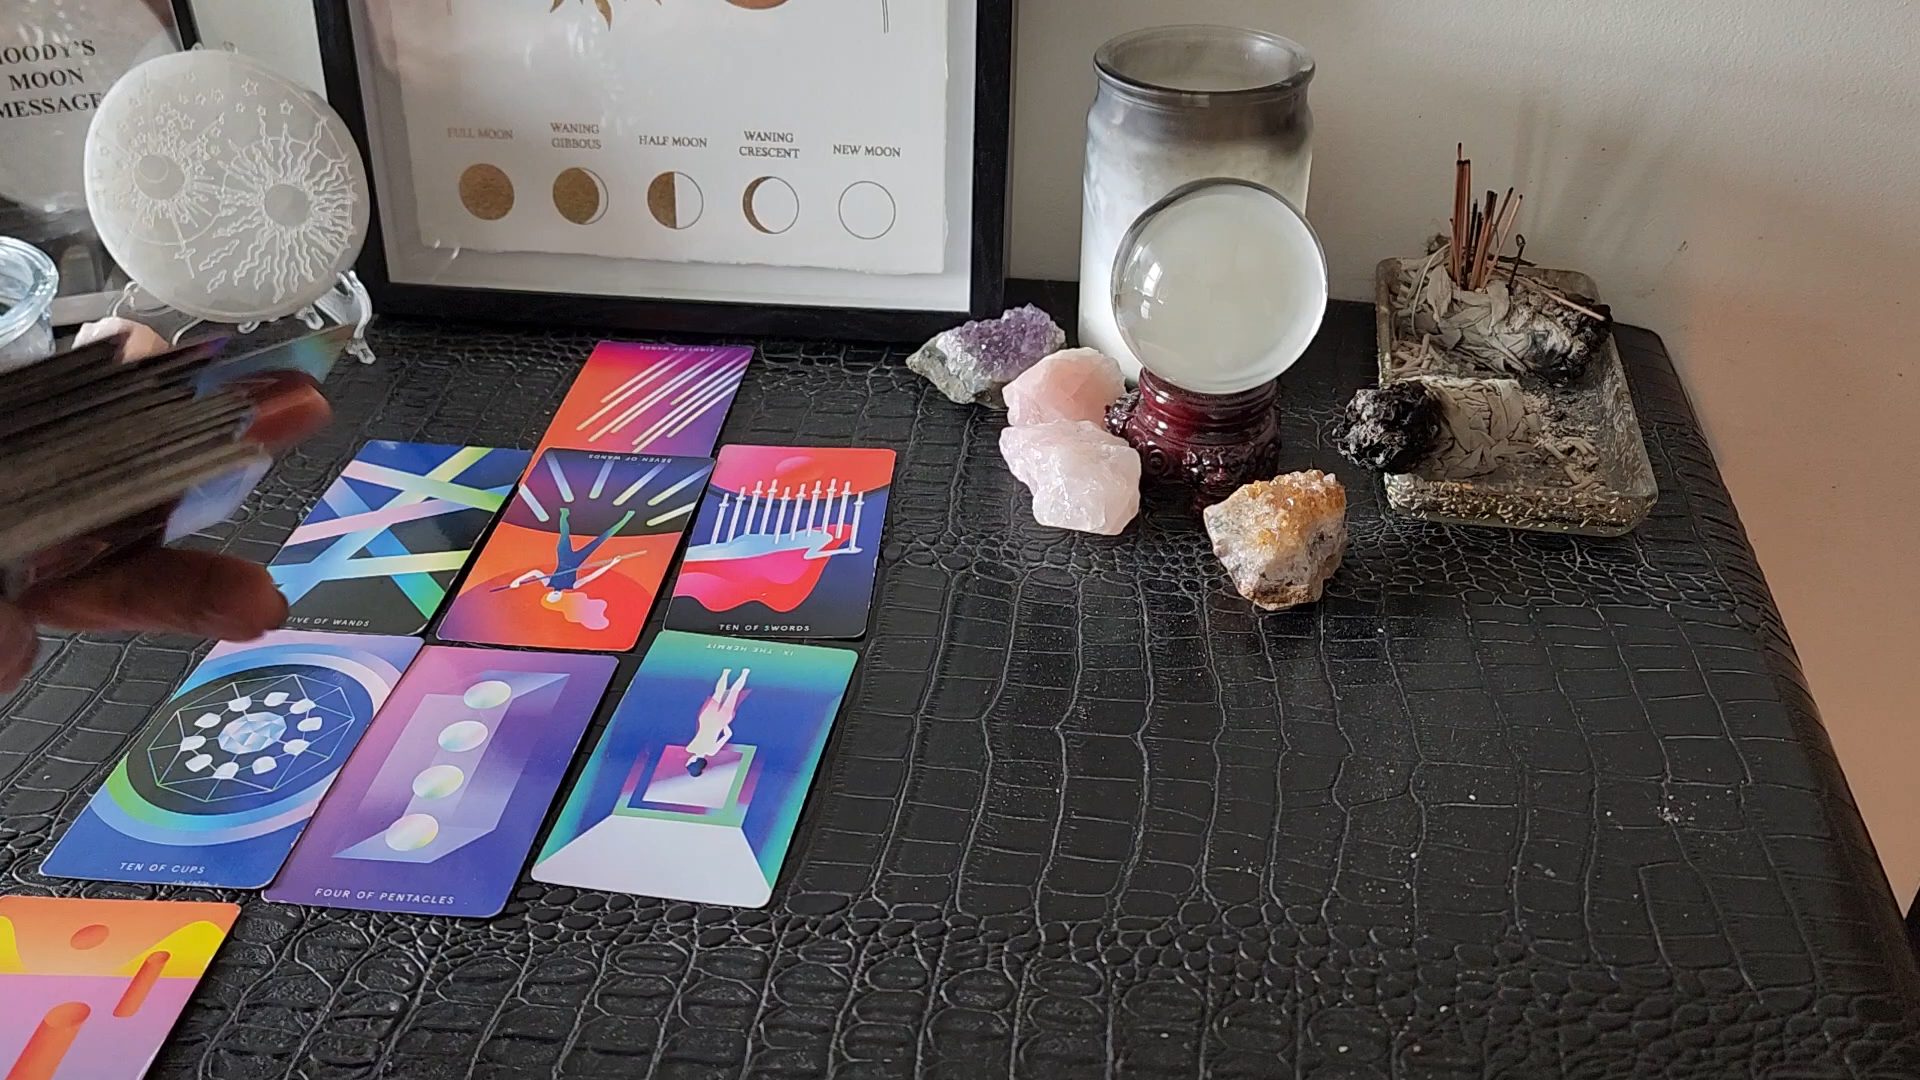 OODY'S
MOON
MESSAGE
FULL MOON
WANING
GIBBOUS
HALF MOON
WANING
CRESCENT
NEW MOON
EIGHT OF WANDS
SEVEN OF WANDS
FIVE OF WANDS
TEN OF SWORDS
IX. THE HERMIT
TEN OF CUPS
FOUR OF PENTACLES